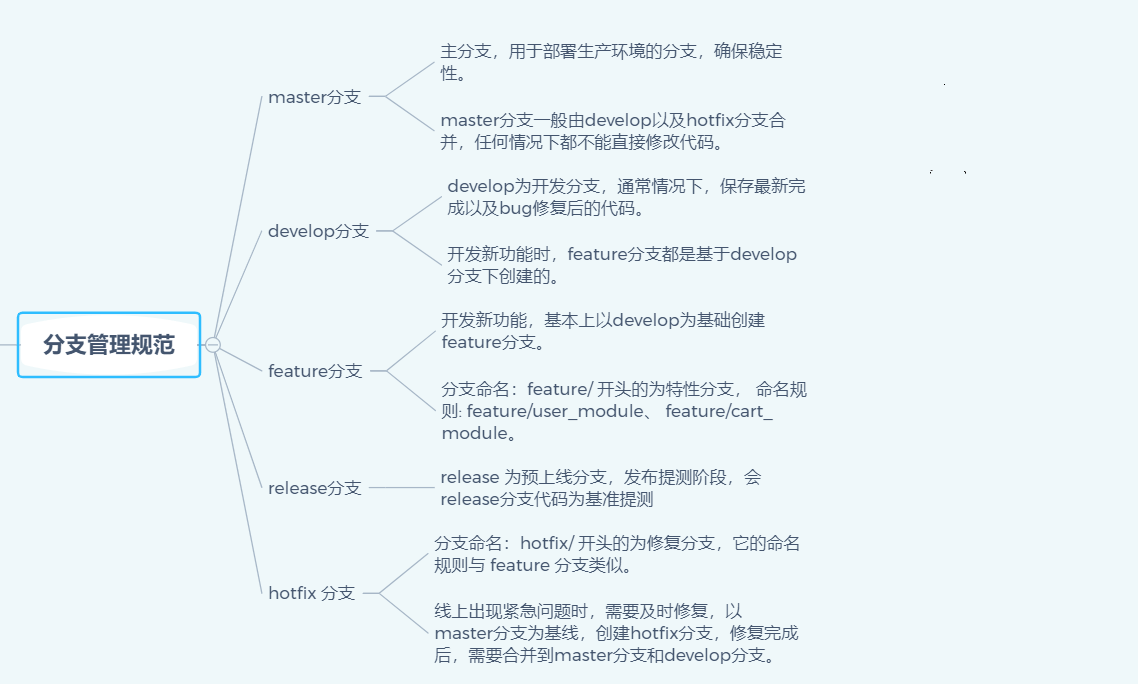 主分支，用于部署生产环境的分支，确保稳定
性。
master分支
master分支一般由develop以及hotfix分支合
并，任何情况下都不能直接修改代码。
develop为开发分支，通常情况下，保存最新完
成以及bug修复后的代码。
develop分支
开发新功能时，feature分支都是基于develop
分支下创建的。
开发新功能，基本上以develop为基础创建
feature分支。
分支管理规范
feature分支
分支命名：feature/ 开头的为特性分支， 命名规
则: feature/user_module、 feature/cart_
module。
release 为预上线分支，发布提测阶段，会
release分支代码为基准提测
release分支
分支命名：hotfix/ 开头的为修复分支，它的命名
规则与 feature 分支类似。
hotfix 分支
线上出现紧急问题时，需要及时修复，以
master分支为基线，创建hotfix分支，修复完成
后，需要合并到master分支和develop分支。